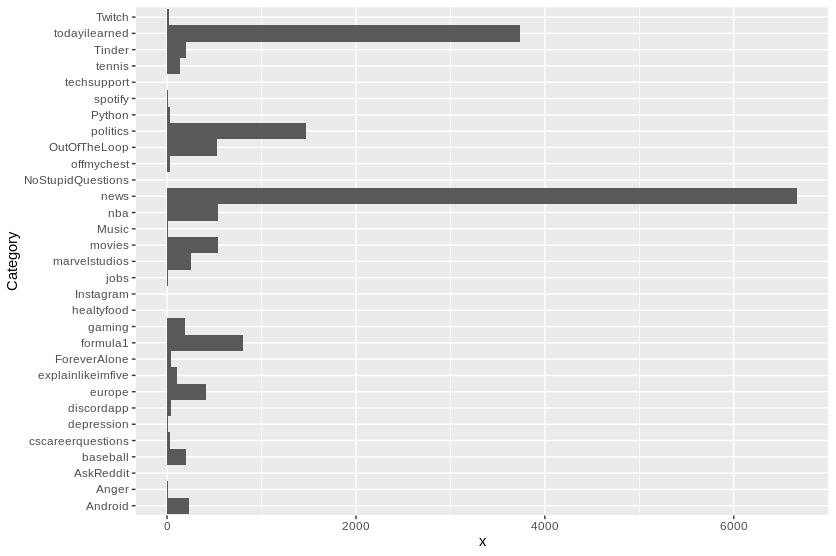 Twitch
todayilearned
Tinder
tennis
techsupport
spotify
Python
politics
OutOfTheLoop
offmychest
NoStupidQuestions
news
nba
Music
movies
marvelstudios
jobs
Instagram
healtyfood
gaming
formula1
ForeverAlone
explainlikeimfive
europe
discordapp
depression
cscareerquestions
baseball
AskReddit
Anger
Android
Category
0 2000 4000 6000
x